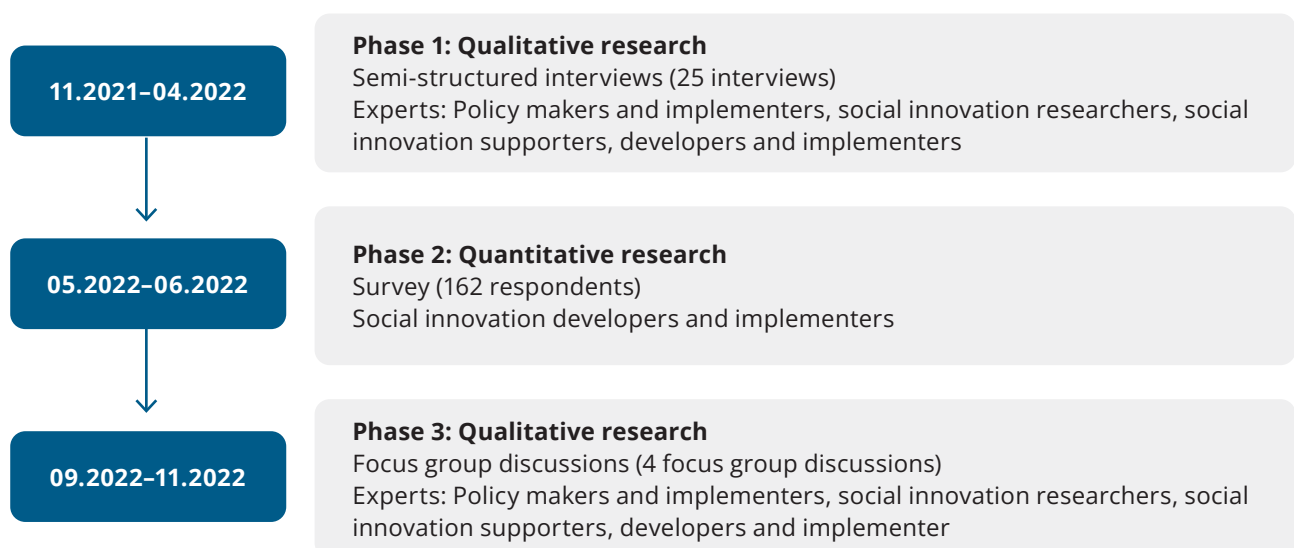 11.2021–04.2022
Phase 1: Qualitative research
Semi-structured interviews (25 interviews)
Experts: Policy makers and implementers, social innovation researchers, social
innovation supporters, developers and implementers
05.2022–06.2022
Phase 2: Quantitative research
Survey (162 respondents)
Social innovation developers and implementers
09.2022–11.2022
Phase 3: Qualitative research
Focus group discussions (4 focus group discussions)
Experts: Policy makers and implementers, social innovation researchers, social
innovation supporters, developers and implementer